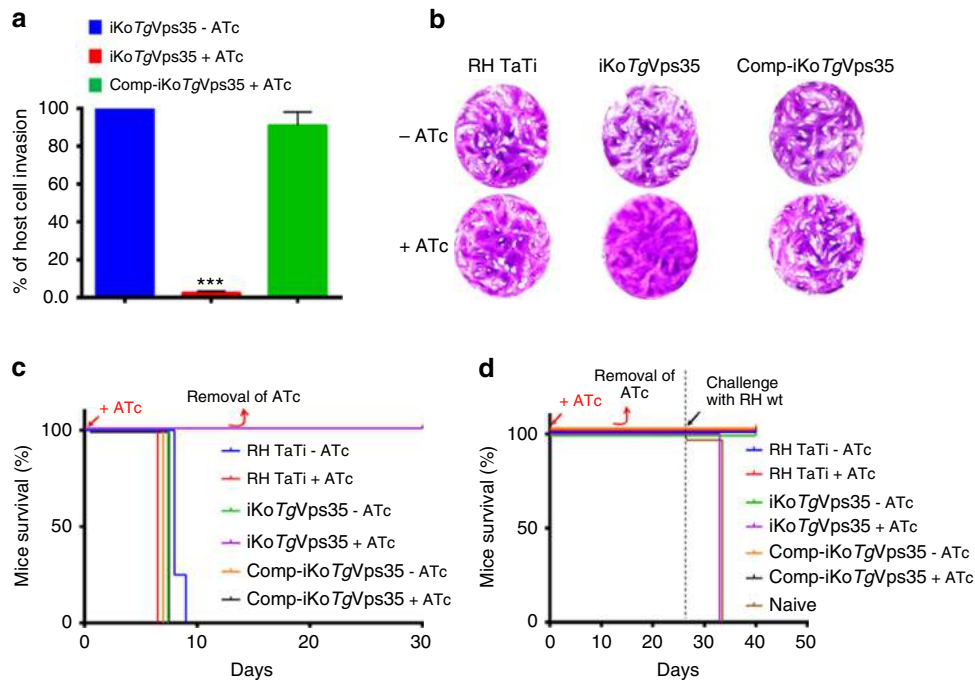 a
iKoTgVps35 - ATc
iKoTgVps35 + ATc
Comp-iKoTgVps35 + ATc
% of host cell invasion
100
80
60
40
20
0.0
***
b
RH TaTi
iKoTgVps35
Comp-iKoTgVps35
– ATc
+ ATc
c
+ ATc
Removal of ATc
Mice survival (%)
100
50
0
0 10 20 30
Days
RH TaTi - ATc
RH TaTi + ATc
iKoTgVps35 - ATc
iKoTgVps35 + ATc
Comp-iKoTgVps35 - ATc
Comp-iKoTgVps35 + ATc
d
+ ATc
Removal of
ATc
Challenge
with RH wt
Mice survival (%)
100
50
0
0 10 20 30 40 50
Days
RH TaTi - ATc
RH TaTi + ATc
iKoTgVps35 - ATc
iKoTgVps35 + ATc
Comp-iKoTgVps35 - ATc
Comp-iKoTgVps35 + ATc
Naive